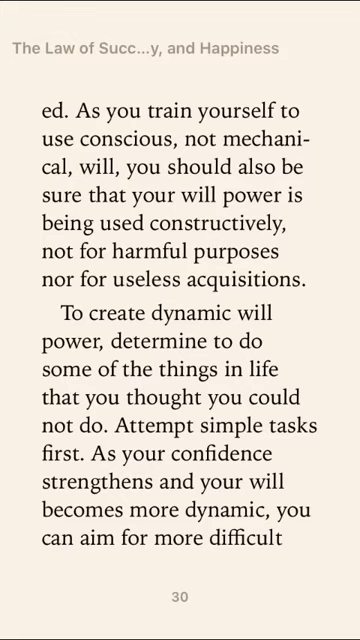 The Law of Succ...y, and Happiness
ed. As you train yourself to
use conscious, not mechani-
cal, will, you should also be
sure that your will power is
being used constructively,
not for harmful purposes
nor for useless acquisitions.
To create dynamic will
power, determine to do
some of the things in life
that you thought you could
not do. Attempt simple tasks
first. As your confidence
strengthens and your will
becomes more dynamic, you
can aim for more difficult
30